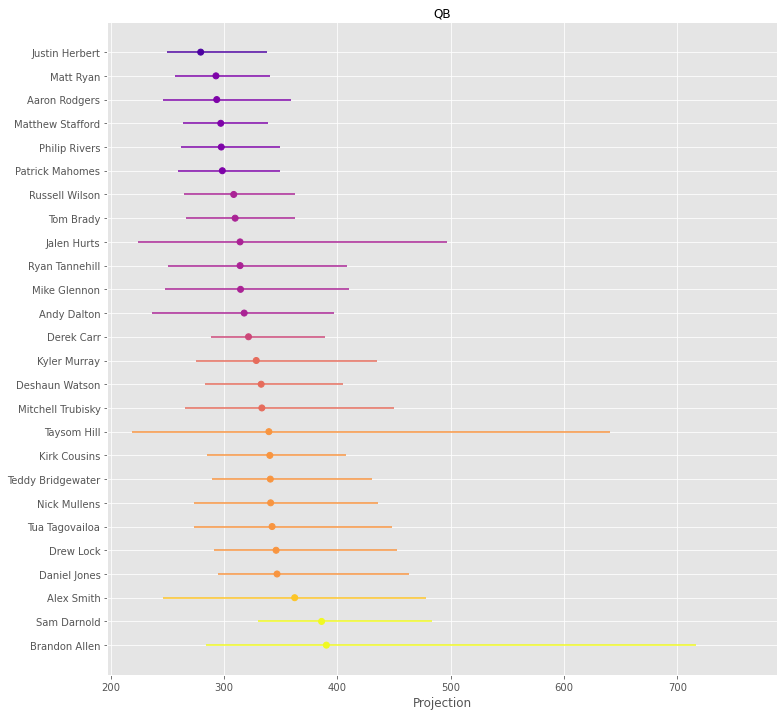 QB
Justin Herbert
Matt Ryan
Aaron Rodgers
Matthew Stafford
Philip Rivers
Patrick Mahomes
Russell Wilson
Tom Brady
Jalen Hurts
Ryan Tannehill
Mike Glennon
Andy Dalton
Derek Carr
Kyler Murray
Deshaun Watson
Mitchell Trubisky
Taysom Hill
Kirk Cousins
Teddy Bridgewater
Nick Mullens
Tua Tagovailoa
Drew Lock
Daniel Jones
Alex Smith
Sam Darnold
Brandon Allen
200 300 400 500 600 700
Projection